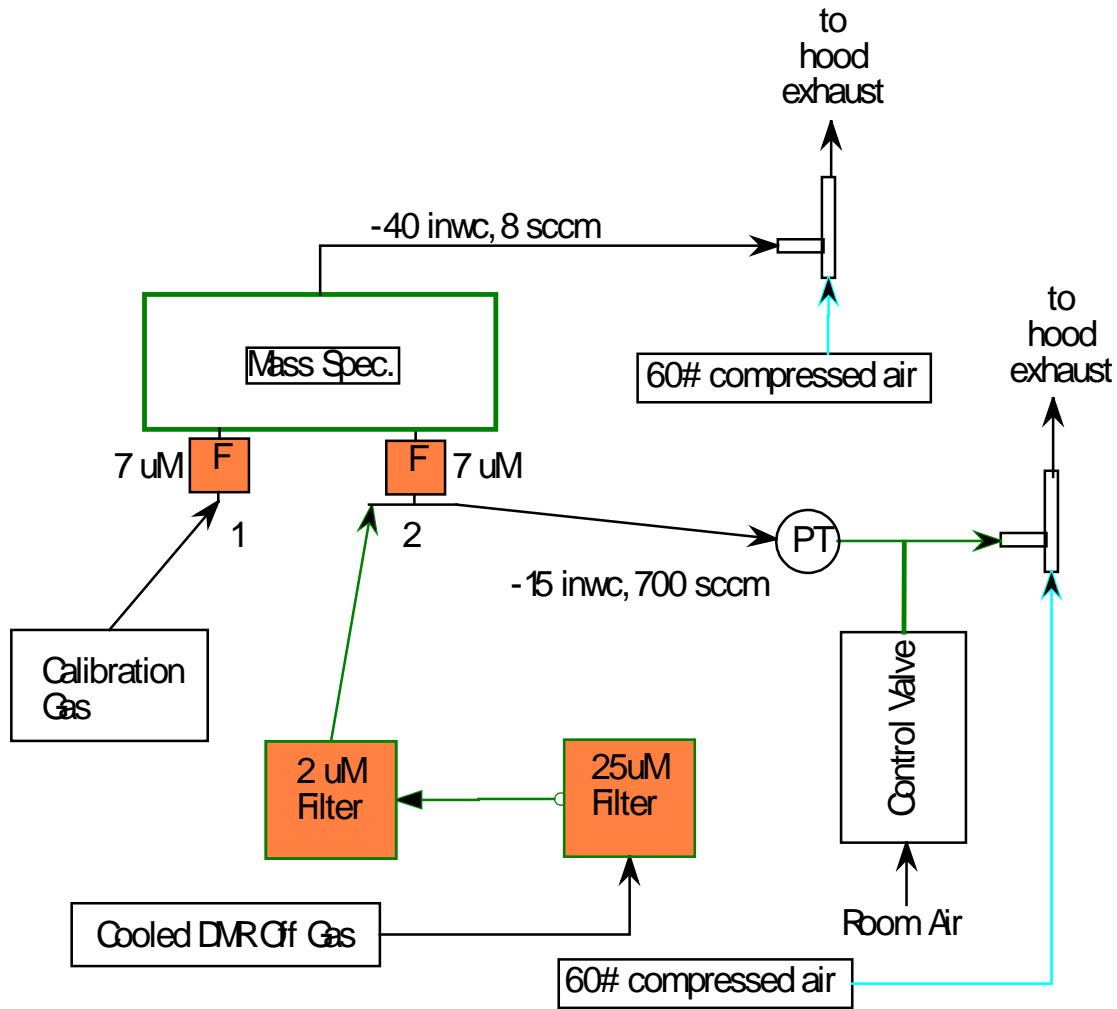 to
hood
exhaust
-40 inwc, 8 sccm
to
hood
exhaust
Mass Spec.
60# compressed air
7 uM
F
F
7 uM
1
2
PT
-15 inwc, 700 sccm
Calibration
Gas
Control Valve
2 uM
Filter
25uM
Filter
Cooled DMR Off Gas
Room Air
60# compressed air